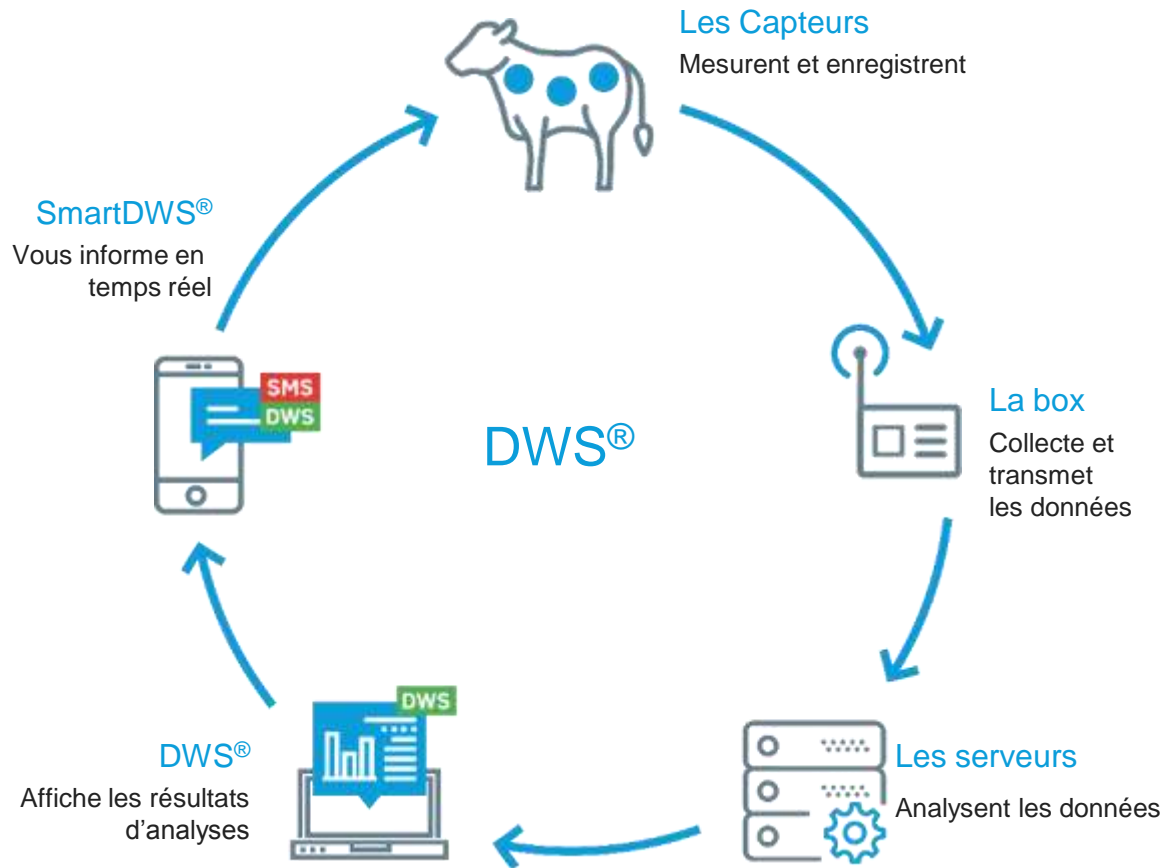 Les Capteurs
Mesurent et enregistrent
SmartDWS®
Vous informe en
temps réel
SMS
DWS
DWS®
La box
Collecte et
transmet
les données
DWS
DWS®
Affiche les résultats
d’analyses
Les serveurs
Analysent les données